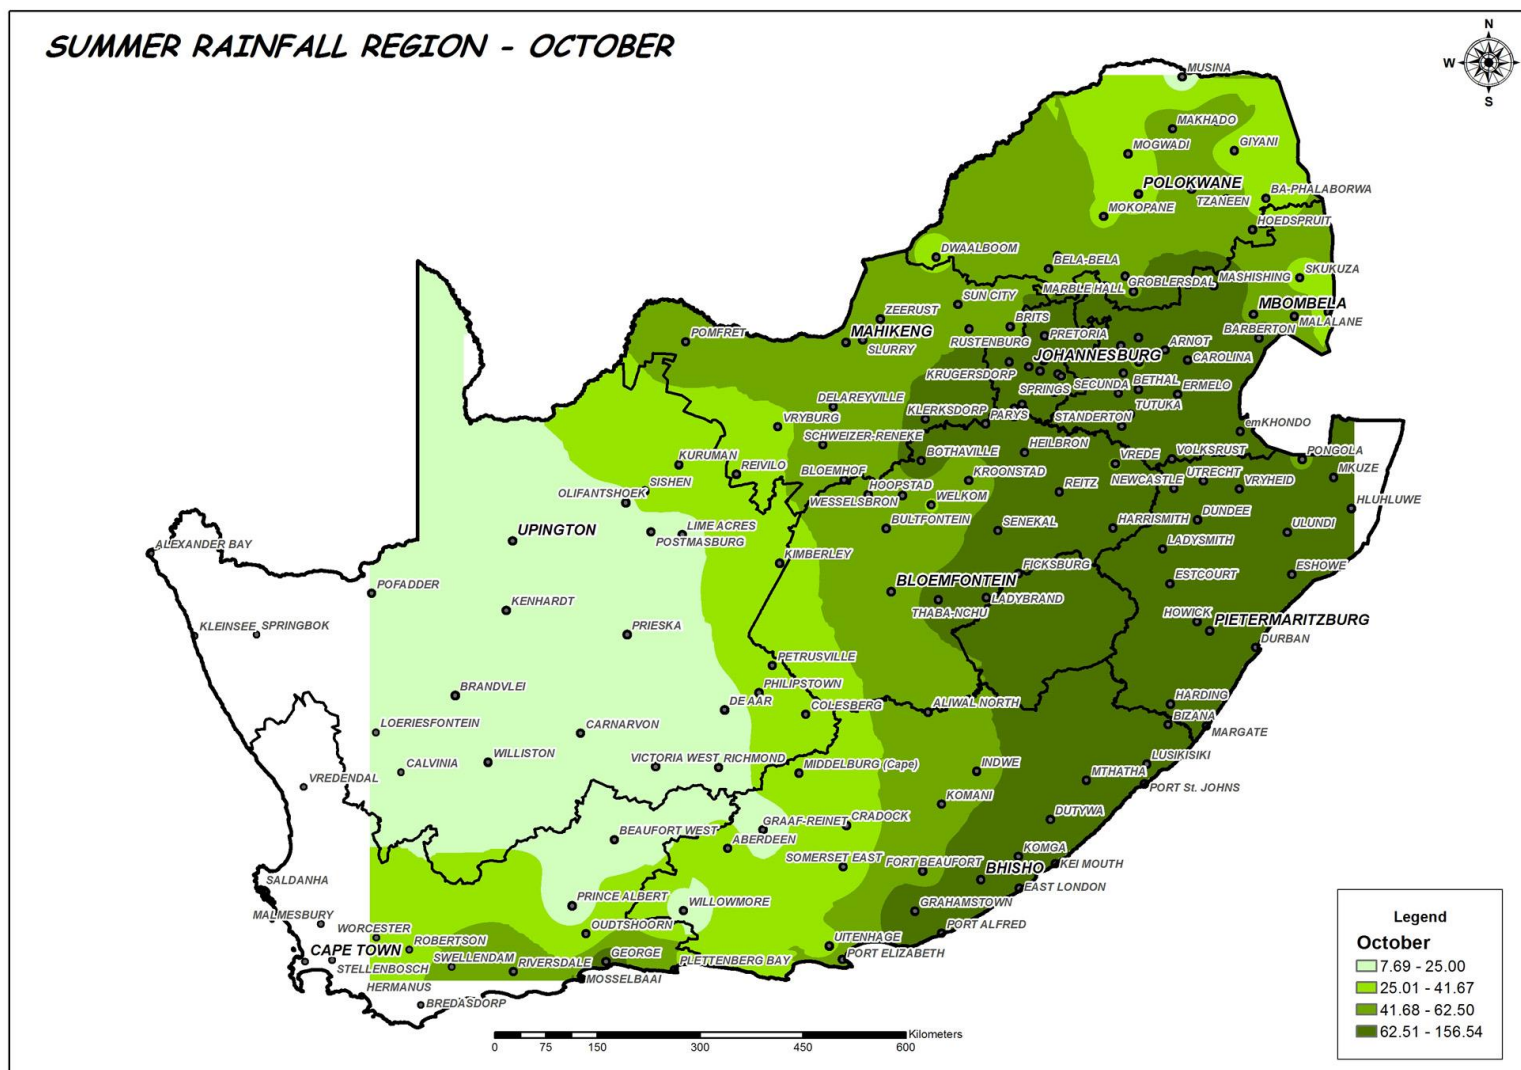 SUMMER RAINFALL REGION - OCTOBER
N
W
S
MUSINA
MAKHADO
MOGWADI
GIYANI
POLOKWANE
TZANEEN
BA-PHALABORWA
MOKOPANE
HOEDSPRUIT
DWAALBOOM
BELA-BELA
GROBLERSDAL
MASHISHING
SKUKUZA
MARBLE HALL
SUN CITY
MBOMBELA
ZEERUST
BRITS
MALALANE
POMFRET
MAHIKENG
RUSTENBURG
PRETORIA
BARBERTON
SLURRY
JOHANNESBURG
ARNOT
CAROLINA
KRUGERSDORP
SPRINGS
SECUNDA
BETHAL
ERMELO
TUTUKA
DELAREYVILLE
KLERKSDORP
PARYS
STANDERTON
VRYBURG
emKHONDO
SCHWEIZER-RENEKE
BOTHAVILLE
HEILBRON
VREDE
VOLKSRUST
PONGOLA
KURUMAN
REIVILO
BLOEMHOF
KROONSTAD
NEWCASTLE
UTRECHT
VRYHEID
MKUZE
SISHEN
OLIFANTSHOEK
HOOPSTAD
WESSELSBRON
WELKOM
REITZ
HLUHLUWE
UPINGTON
LIME ACRES
POSTMASBURG
BULTFONTEIN
SENEKAL
HARRISMITH
DUNDEE
ULUNDI
ALEXANDER BAY
KIMBERLEY
LADYSMITH
POFADDER
BLOEMFONTEIN
FICKSBURG
ESTCOURT
ESHOWE
KENHARDT
THABA-NCHU
LADYBRAND
KLEINSEE
SPRINGBOK
PRIESKA
HOWICK
PIETERMARITZBURG
DURBAN
PETRUSVILLE
BRANDVLEI
PHILIPSTOWN
HARDING
DE AAR
COLESBERG
ALIWAL NORTH
BIZANA
MARGATE
LOERIESFONTEIN
CARNARVON
CALVINIA
WILLISTON
VICTORIA WEST
RICHMOND
MIDDELBURG (Cape)
INDWE
LUSIKISIKI
VREDENDAL
MTHATHA
PORT St. JOHNS
KOMANI
BEAUFORT WEST
GRAAF-REINET
CRADOCK
DUTYWA
ABERDEEN
SOMERSET EAST
FORT BEAUFORT
KOMGA
BHISHO
KEI MOUTH
SALDANHA
EAST LONDON
PRINCE ALBERT
WILLOWMORE
GRAHAMSTOWN
MALMESBURY
WORCESTER
OUDTSHOORN
UITENHAGE
PORT ALFRED
CAPE TOWN
ROBERTSON
STELLENBOSCH
SWELLENDAM
RIVERSDALE
GEORGE
PLETTENBERG BAY
PORT ELIZABETH
MOSSELBAAI
HERMANUS
BREDASDORP
Kilometers
0 75 150 300 450 600
Legend
October
7.69 - 25.00
25.01 - 41.67
41.68 - 62.50
62.51 - 156.54